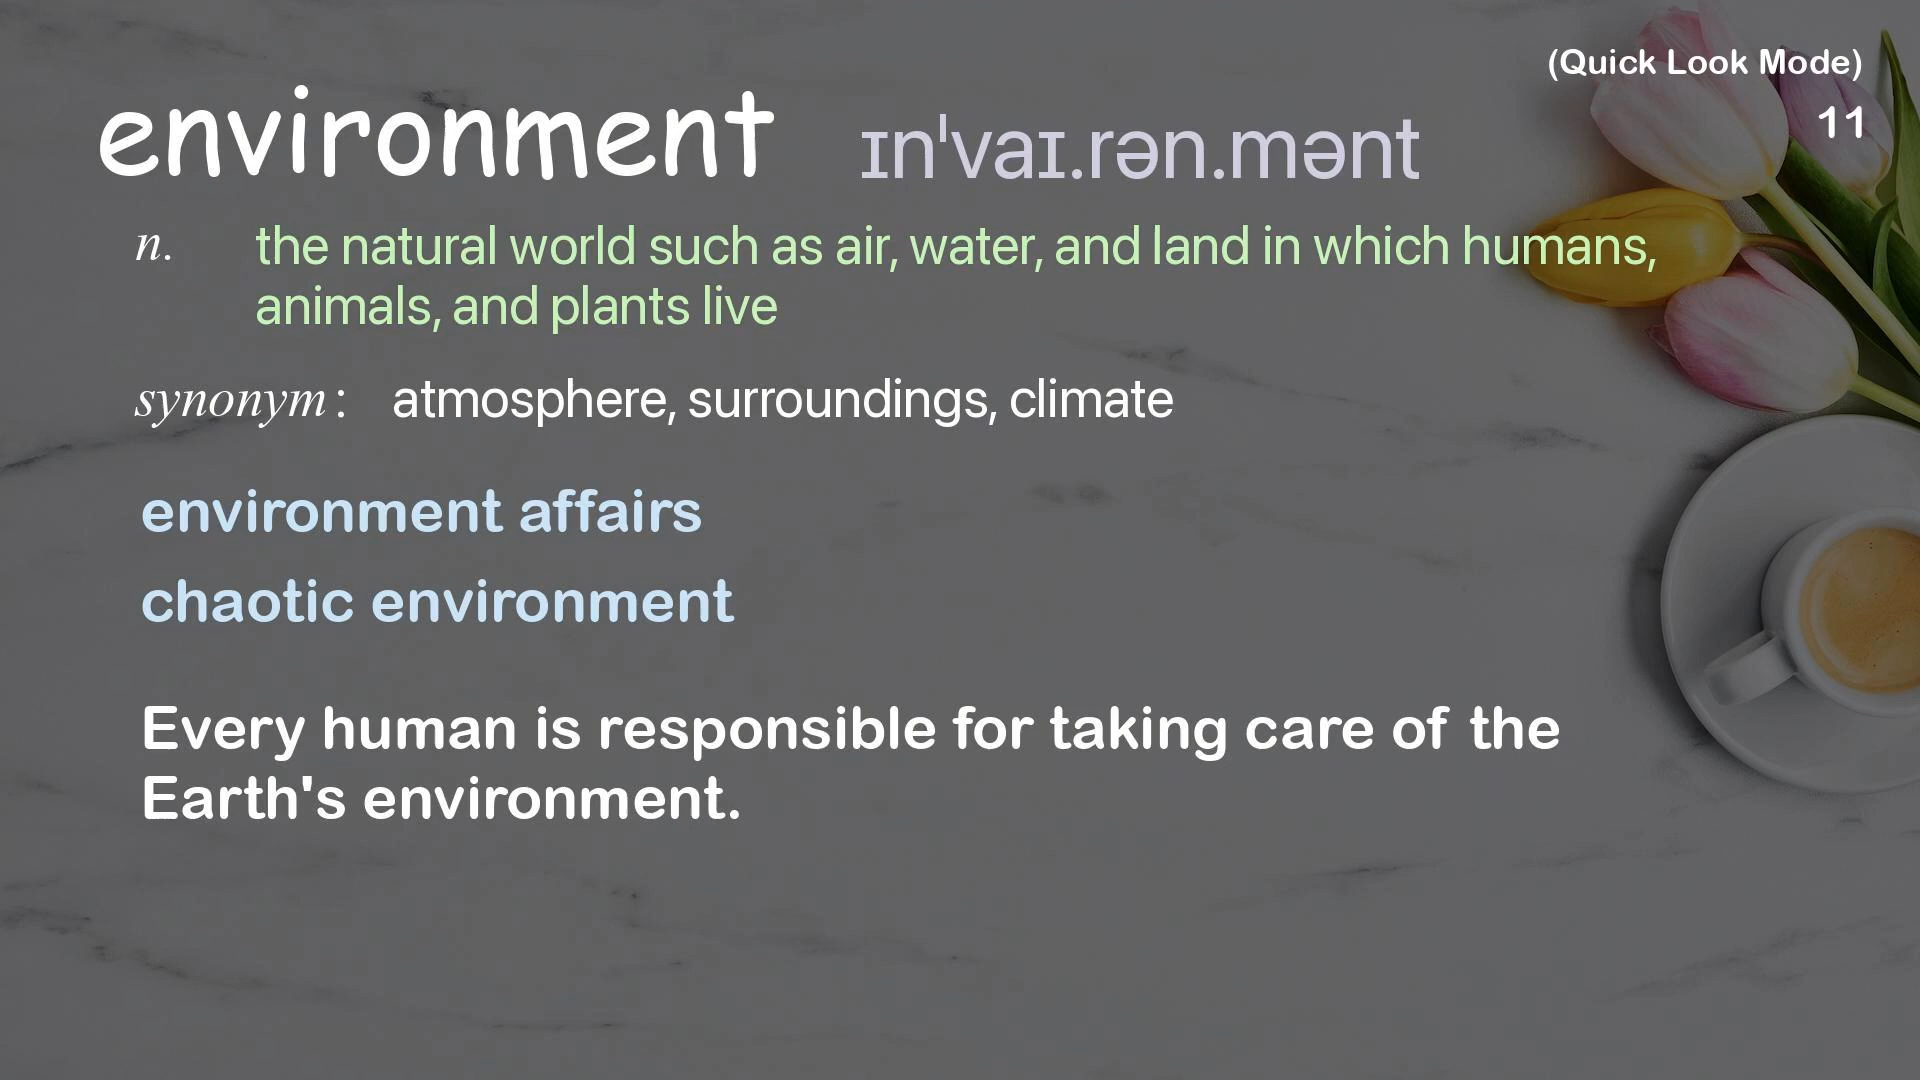 (Quick Look Mode)
11
environment ɪnˈvaɪ.rən.mənt
n. the natural world such as air, water, and land in which humans,
animals, and plants live
synonym: atmosphere, surroundings, climate
environment affairs
chaotic environment
Every human is responsible for taking care of the
Earth's environment.